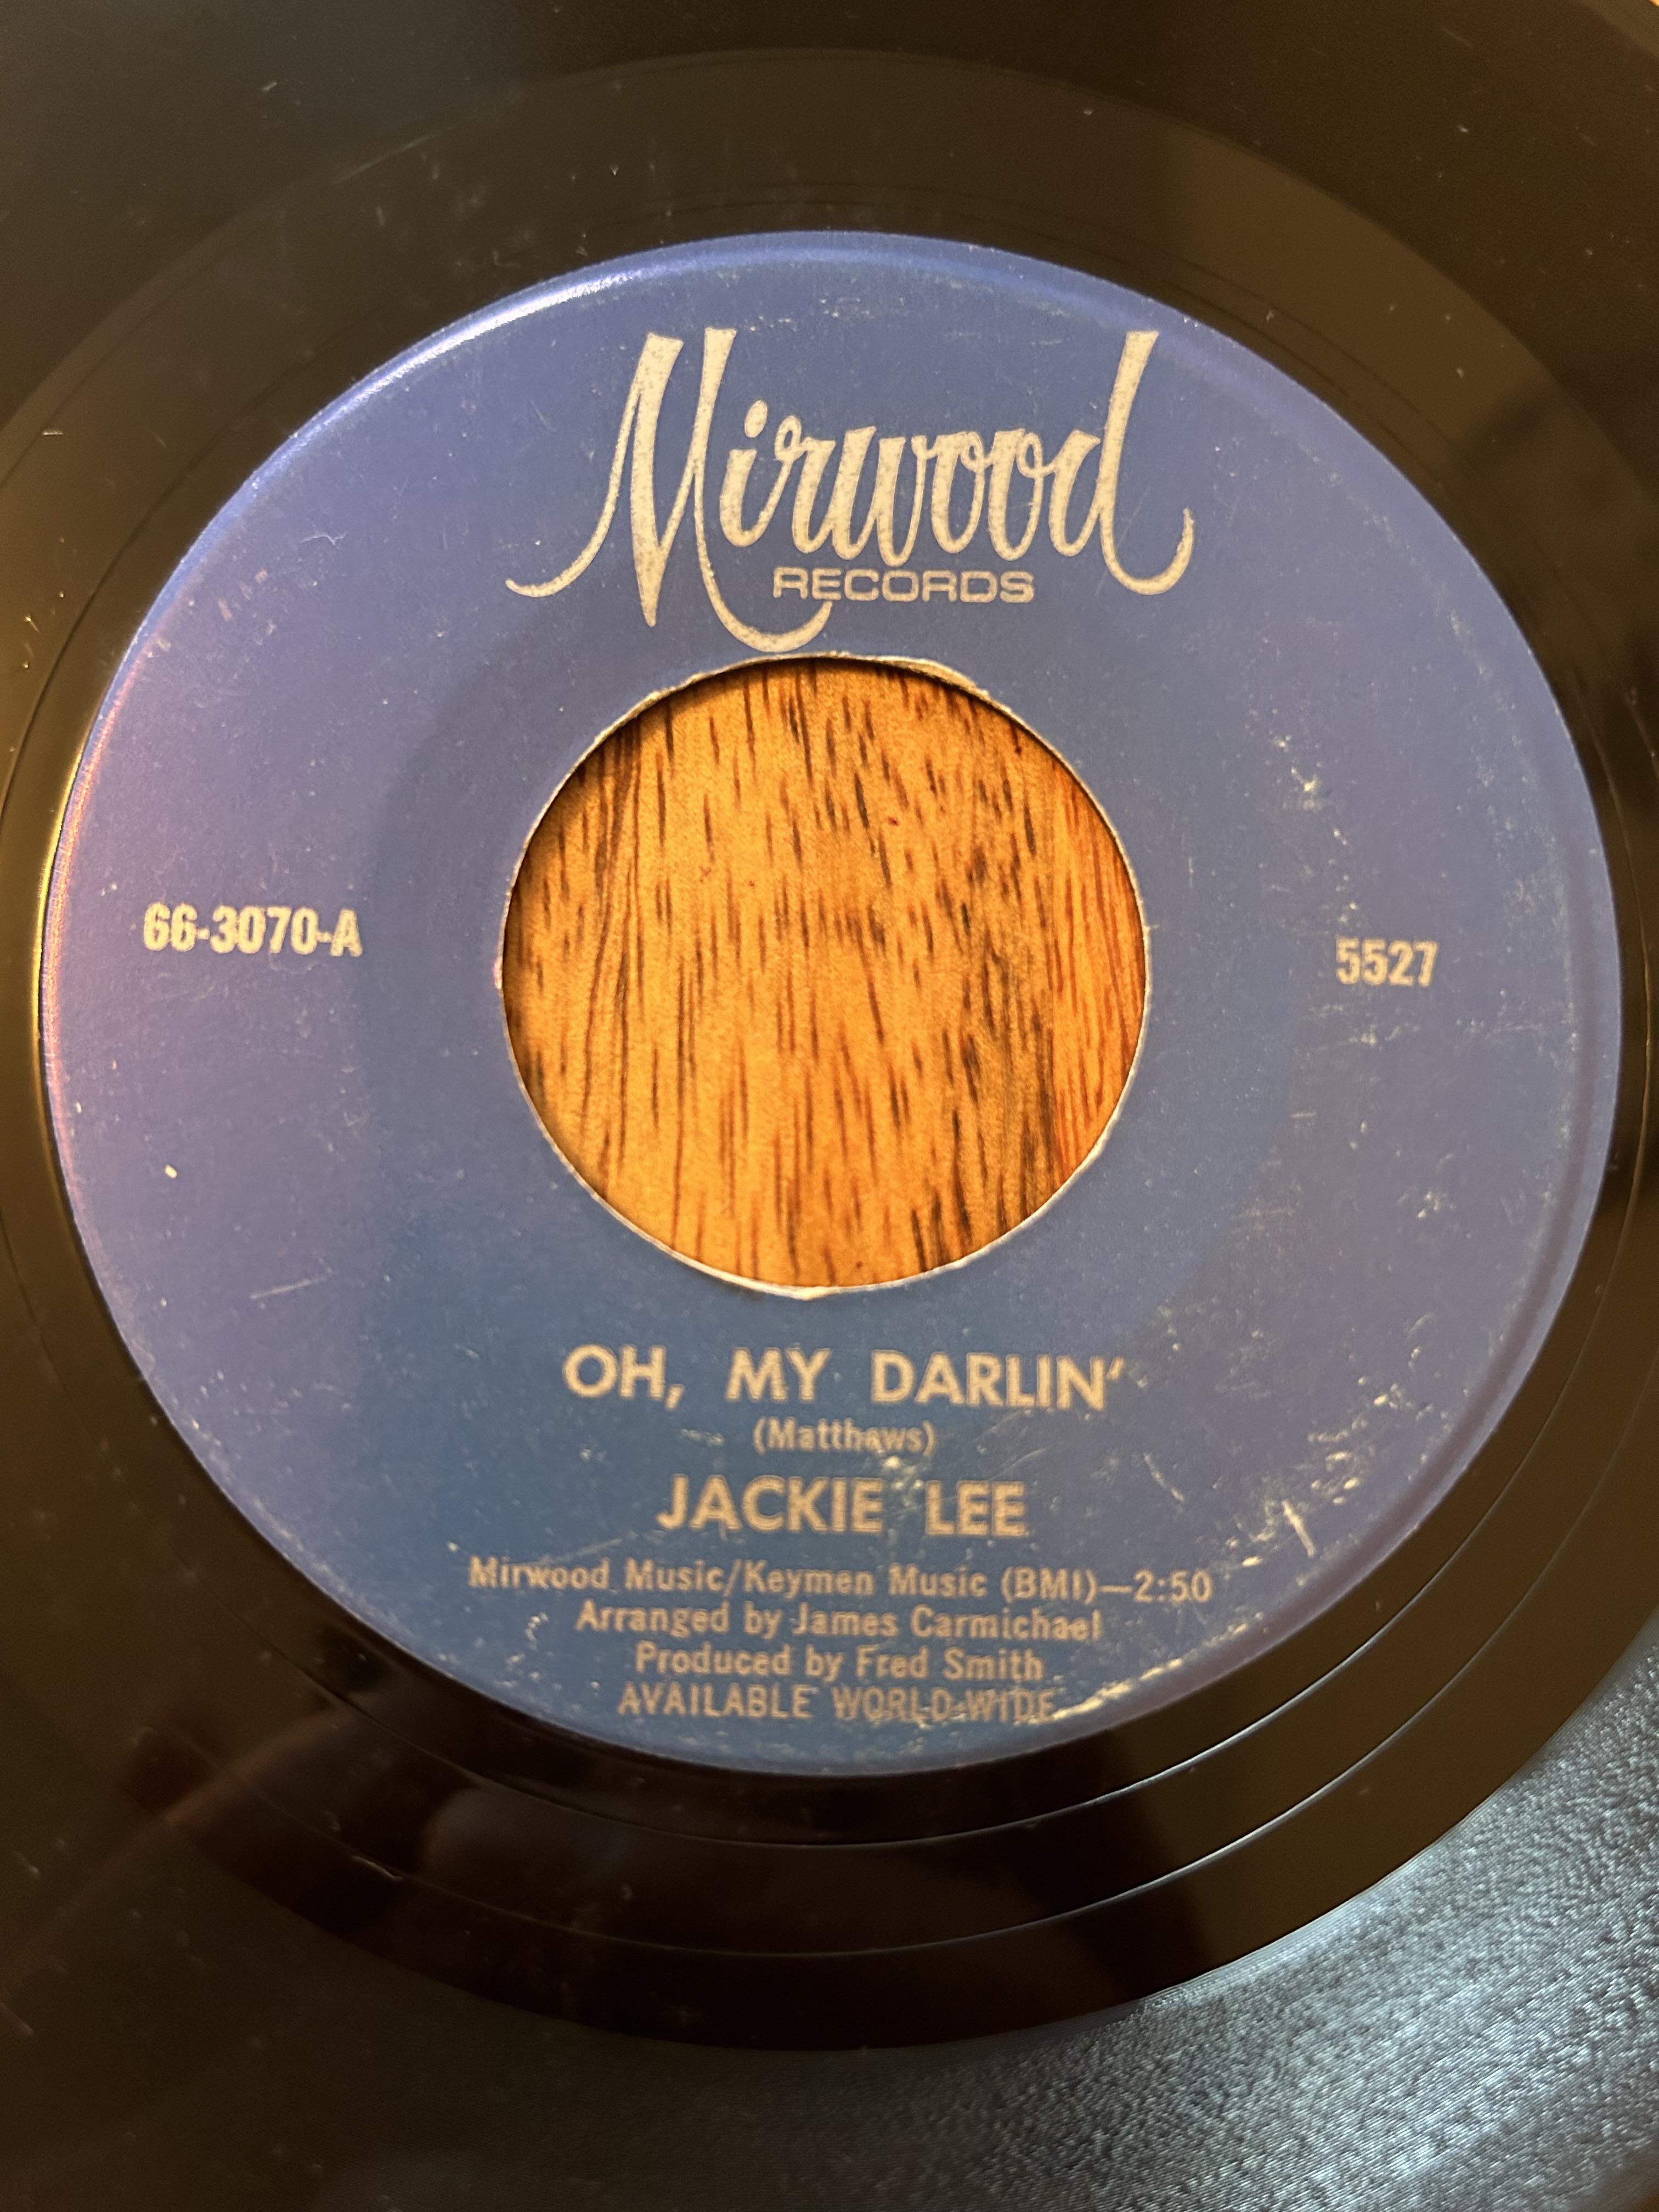 Mirwood
RECORDS
66-3070-A
5527
OH, MY DARLIN'
(Matthews)
JACKIE LEE
Mirwood Music/Keymen Music (BMI)—2:50
Arranged by James Carmichael
Produced by Fred Smith
AVAILABLE WORLD-WIDE